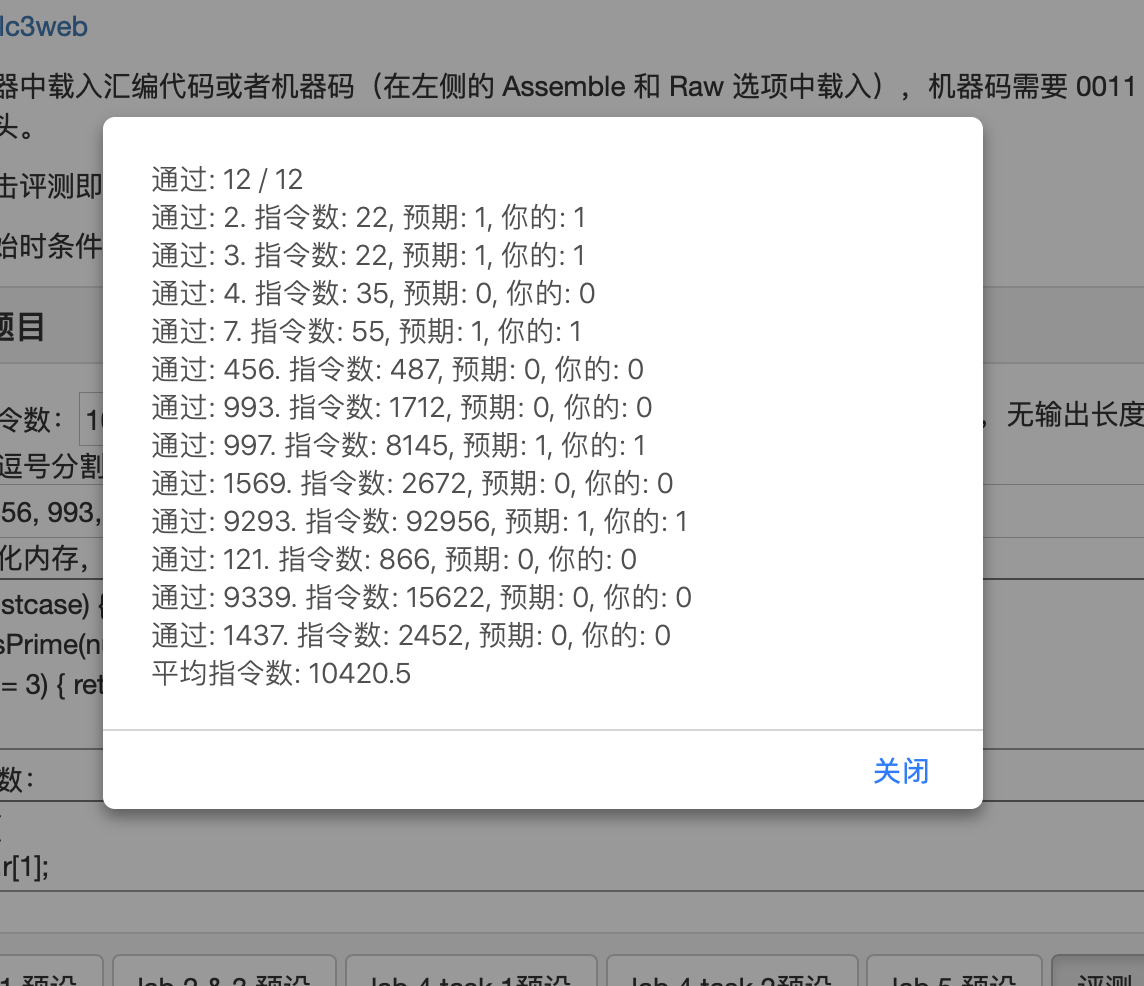 lc3web
器中载入汇编代码或者机器码（在左侧的 Assemble 和 Raw 选项中载入），机器码需要 0011
头。
击评测即
始时条件
通过: 12 / 12
通过: 2. 指令数: 22, 预期: 1, 你的: 1
通过: 3. 指令数: 22, 预期: 1, 你的: 1
通过: 4. 指令数: 35, 预期: 0, 你的: 0
通过: 7. 指令数: 55, 预期: 1, 你的: 1
通过: 456. 指令数: 487, 预期: 0, 你的: 0
通过: 993. 指令数: 1712, 预期: 0, 你的: 0
通过: 997. 指令数: 8145, 预期: 1, 你的: 1
通过: 1569. 指令数: 2672, 预期: 0, 你的: 0
通过: 9293. 指令数: 92956, 预期: 1, 你的: 1
通过: 121. 指令数: 866, 预期: 0, 你的: 0
通过: 9339. 指令数: 15622, 预期: 0, 你的: 0
通过: 1437. 指令数: 2452, 预期: 0, 你的: 0
平均指令数: 10420.5
关闭
题目
令数：
，无输出长度
逗号分割
56, 993,
化内存，
stcase) {
sPrime(n
= 3) { ret
数：
r[1];
1 预设
lab 2 & 3 预设
lab 4 task 1预设
lab 4 task 2预设
lab 5 预设
评测